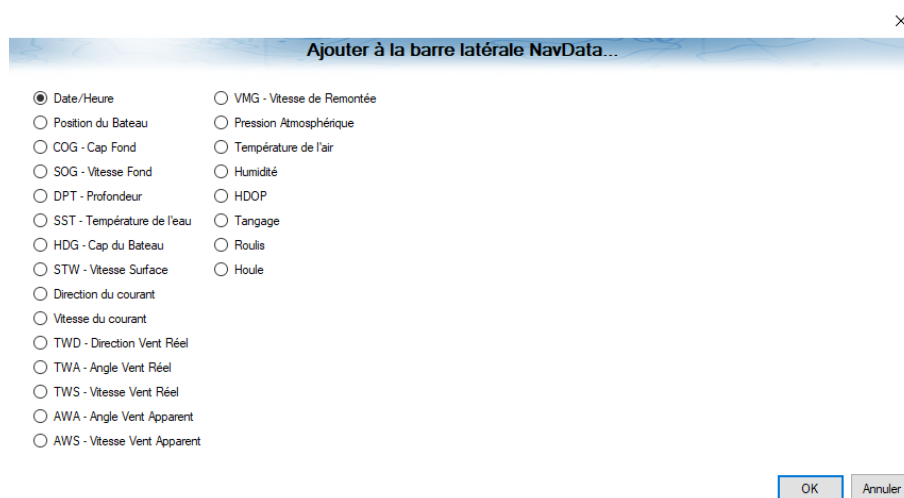 Ajouter à la barre latérale NavData...
Date/Heure
Position du Bateau
COG - Cap Fond
SOG - Vitesse Fond
DPT - Profondeur
SST - Température de l'eau
HDG - Cap du Bateau
STW - Vitesse Surface
Direction du courant
Vitesse du courant
TWD - Direction Vent Réel
TWA - Angle Vent Réel
TWS - Vitesse Vent Réel
AWA - Angle Vent Apparent
AWS - Vitesse Vent Apparent
VMG - Vitesse de Remontée
Pression Atmosphérique
Température de l'air
Humidité
HDOP
Tangage
Roulis
Houle
OK
Annuler